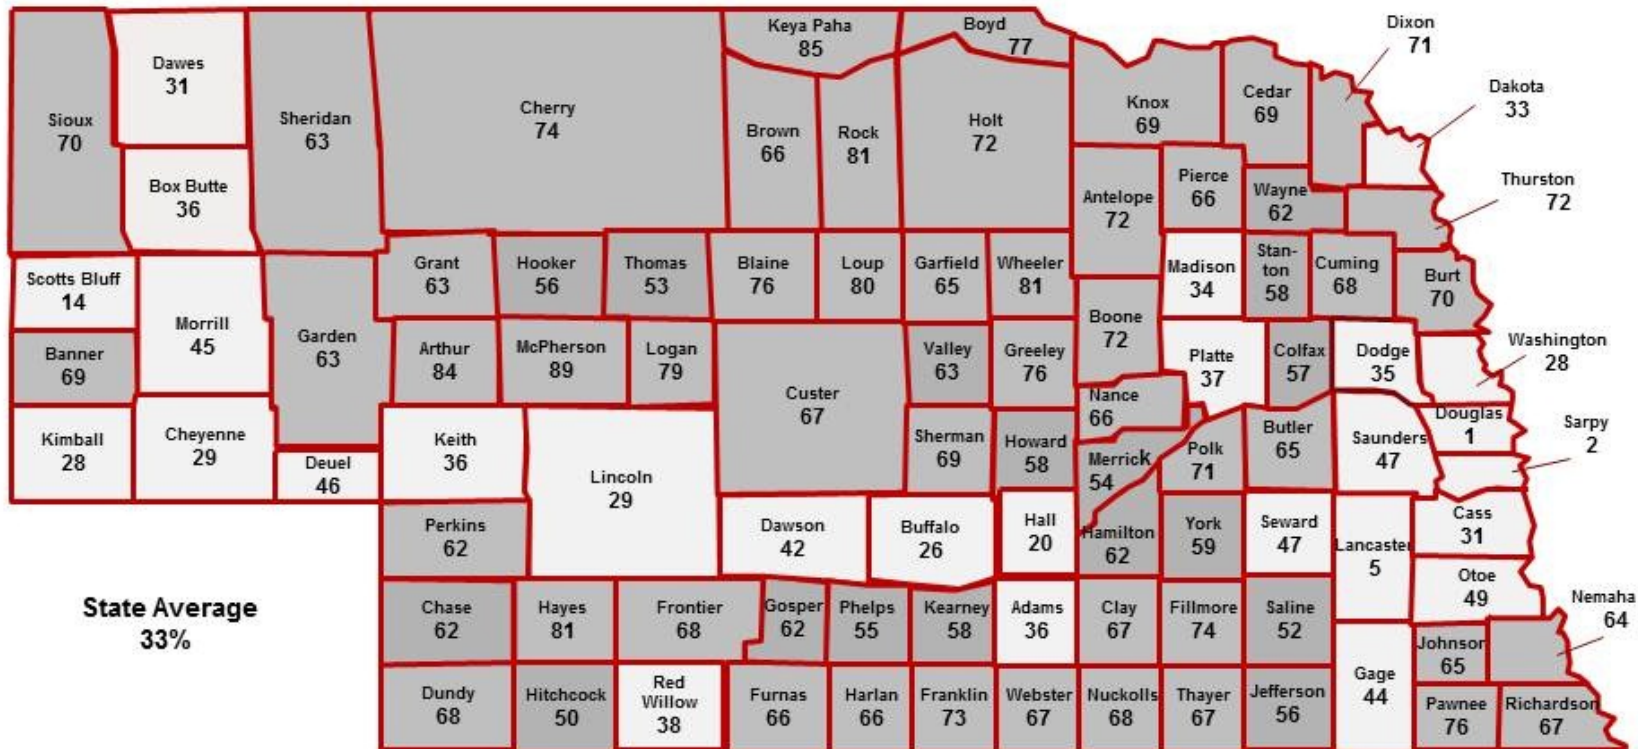 Dawes
31
Sioux
70
Box Butte
36
Sheridan
63
Cherry
74
Keya Paha
85
Boyd
77
Brown
66
Rock
81
Holt
72
Knox
69
Cedar
69
Dixon
71
Dakota
33
Thurston
72
Antelope
72
Pierce
66
Wayne
62
Scotts Bluff
14
Morrill
45
Garden
63
Grant
63
Hooker
56
Thomas
53
Blaine
76
Loup
80
Garfield
65
Wheeler
81
Madison
34
Stan-
ton
58
Cuming
68
Burt
70
Banner
69
Arthur
84
McPherson
89
Logan
79
Custer
67
Valley
63
Greeley
76
Boone
72
Platte
37
Colfax
57
Dodge
35
Washington
28
Kimball
28
Cheyenne
29
Deuel
46
Keith
36
Lincoln
29
Sherman
69
Howard
58
Nance
66
Merrick
54
Polk
71
Butler
65
Saunders
47
Douglas
1
Sarpy
2
Perkins
62
Dawson
42
Buffalo
26
Hall
20
Hamilton
62
York
59
Seward
47
Lancaster
5
Cass
31
Otoe
49
Nemaha
64
State Average
33%
Chase
62
Hayes
81
Frontier
68
Gosper
62
Phelps
55
Kearney
58
Adams
36
Clay
67
Fillmore
74
Saline
52
Johnson
65
Gage
44
Dundy
68
Hitchcock
50
Red
Willow
38
Furnas
66
Harlan
66
Franklin
73
Webster
67
Nuckolls
68
Thayer
67
Jefferson
56
Pawnee
76
Richardson
67